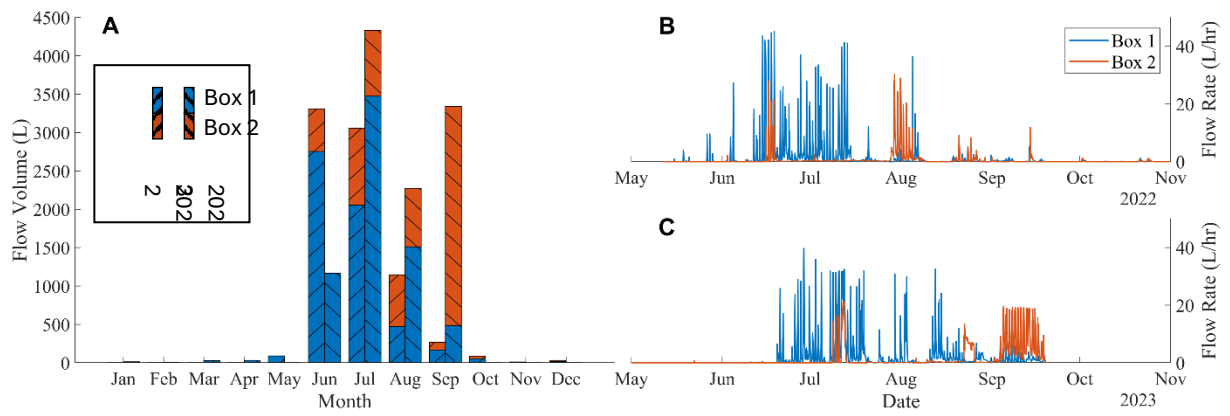 A
4500
4000
3500
3000
2500
2000
1500
1000
500
0
Flow Volume (L)
Box 1
Box 2
2
202
202
Jan Feb Mar Apr May Jun Jul Aug Sep Oct Nov Dec
Month
B
Box 1
Box 2
40
20
0
Flow Rate (L/hr)
May Jun Jul Aug Sep Oct Nov
2022
C
40
20
0
Flow Rate (L/hr)
May Jun Jul Aug Sep Oct Nov
Date
2023